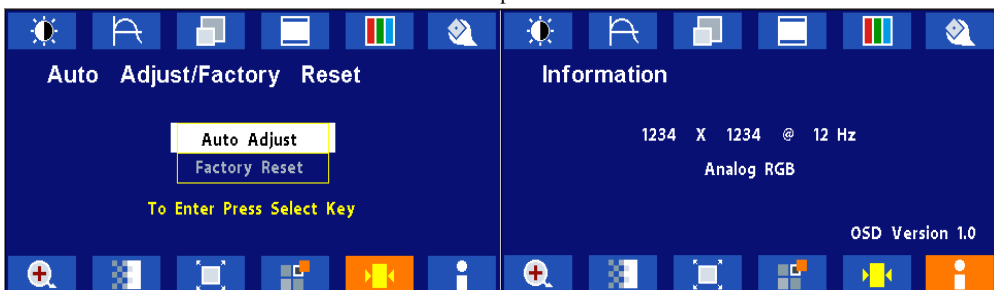 Auto Adjust/Factory Reset
Auto Adjust
Factory Reset
To Enter Press Select Key
Information
1234 X 1234 @ 12 Hz
Analog RGB
OSD Version 1.0